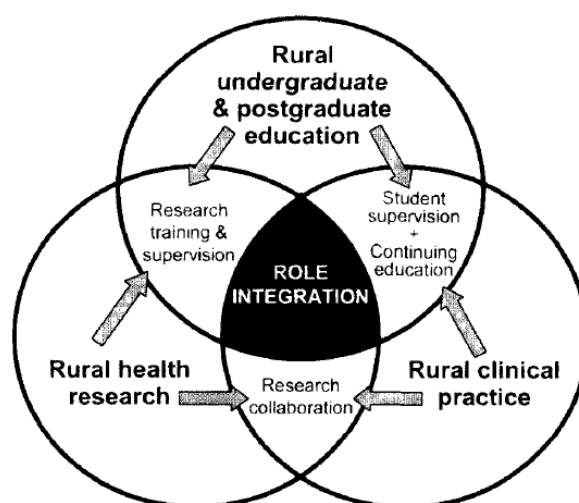 Rural
undergraduate
& postgraduate
education
Research
training &
supervision
Student
supervision
+
Continuing
education
ROLE
INTEGRATION
Rural health
research
Rural clinical
practice
Research
collaboration